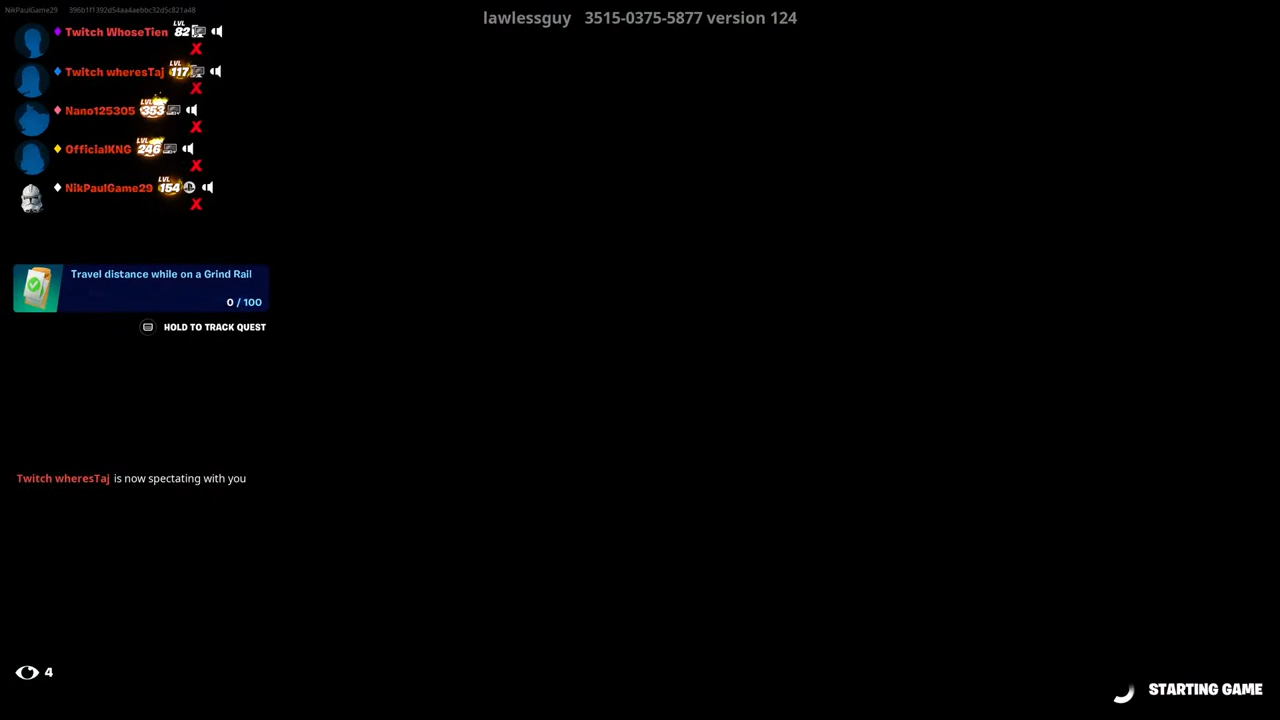 NikPaulGame29 396b1f1392d54aa4aebbc32d5c821a48
lawlessguy 3515-0375-5877 version 124
Twitch WhoseTien LVL 82
X
Twitch wheresTaj LVL 117
X
Nano125305 LVL 353
X
OfficialKNG LVL 246
X
NikPaulGame29 LVL 154
X
Travel distance while on a Grind Rail
0 / 100
HOLD TO TRACK QUEST
Twitch wheresTaj is now spectating with you
4
STARTING GAME